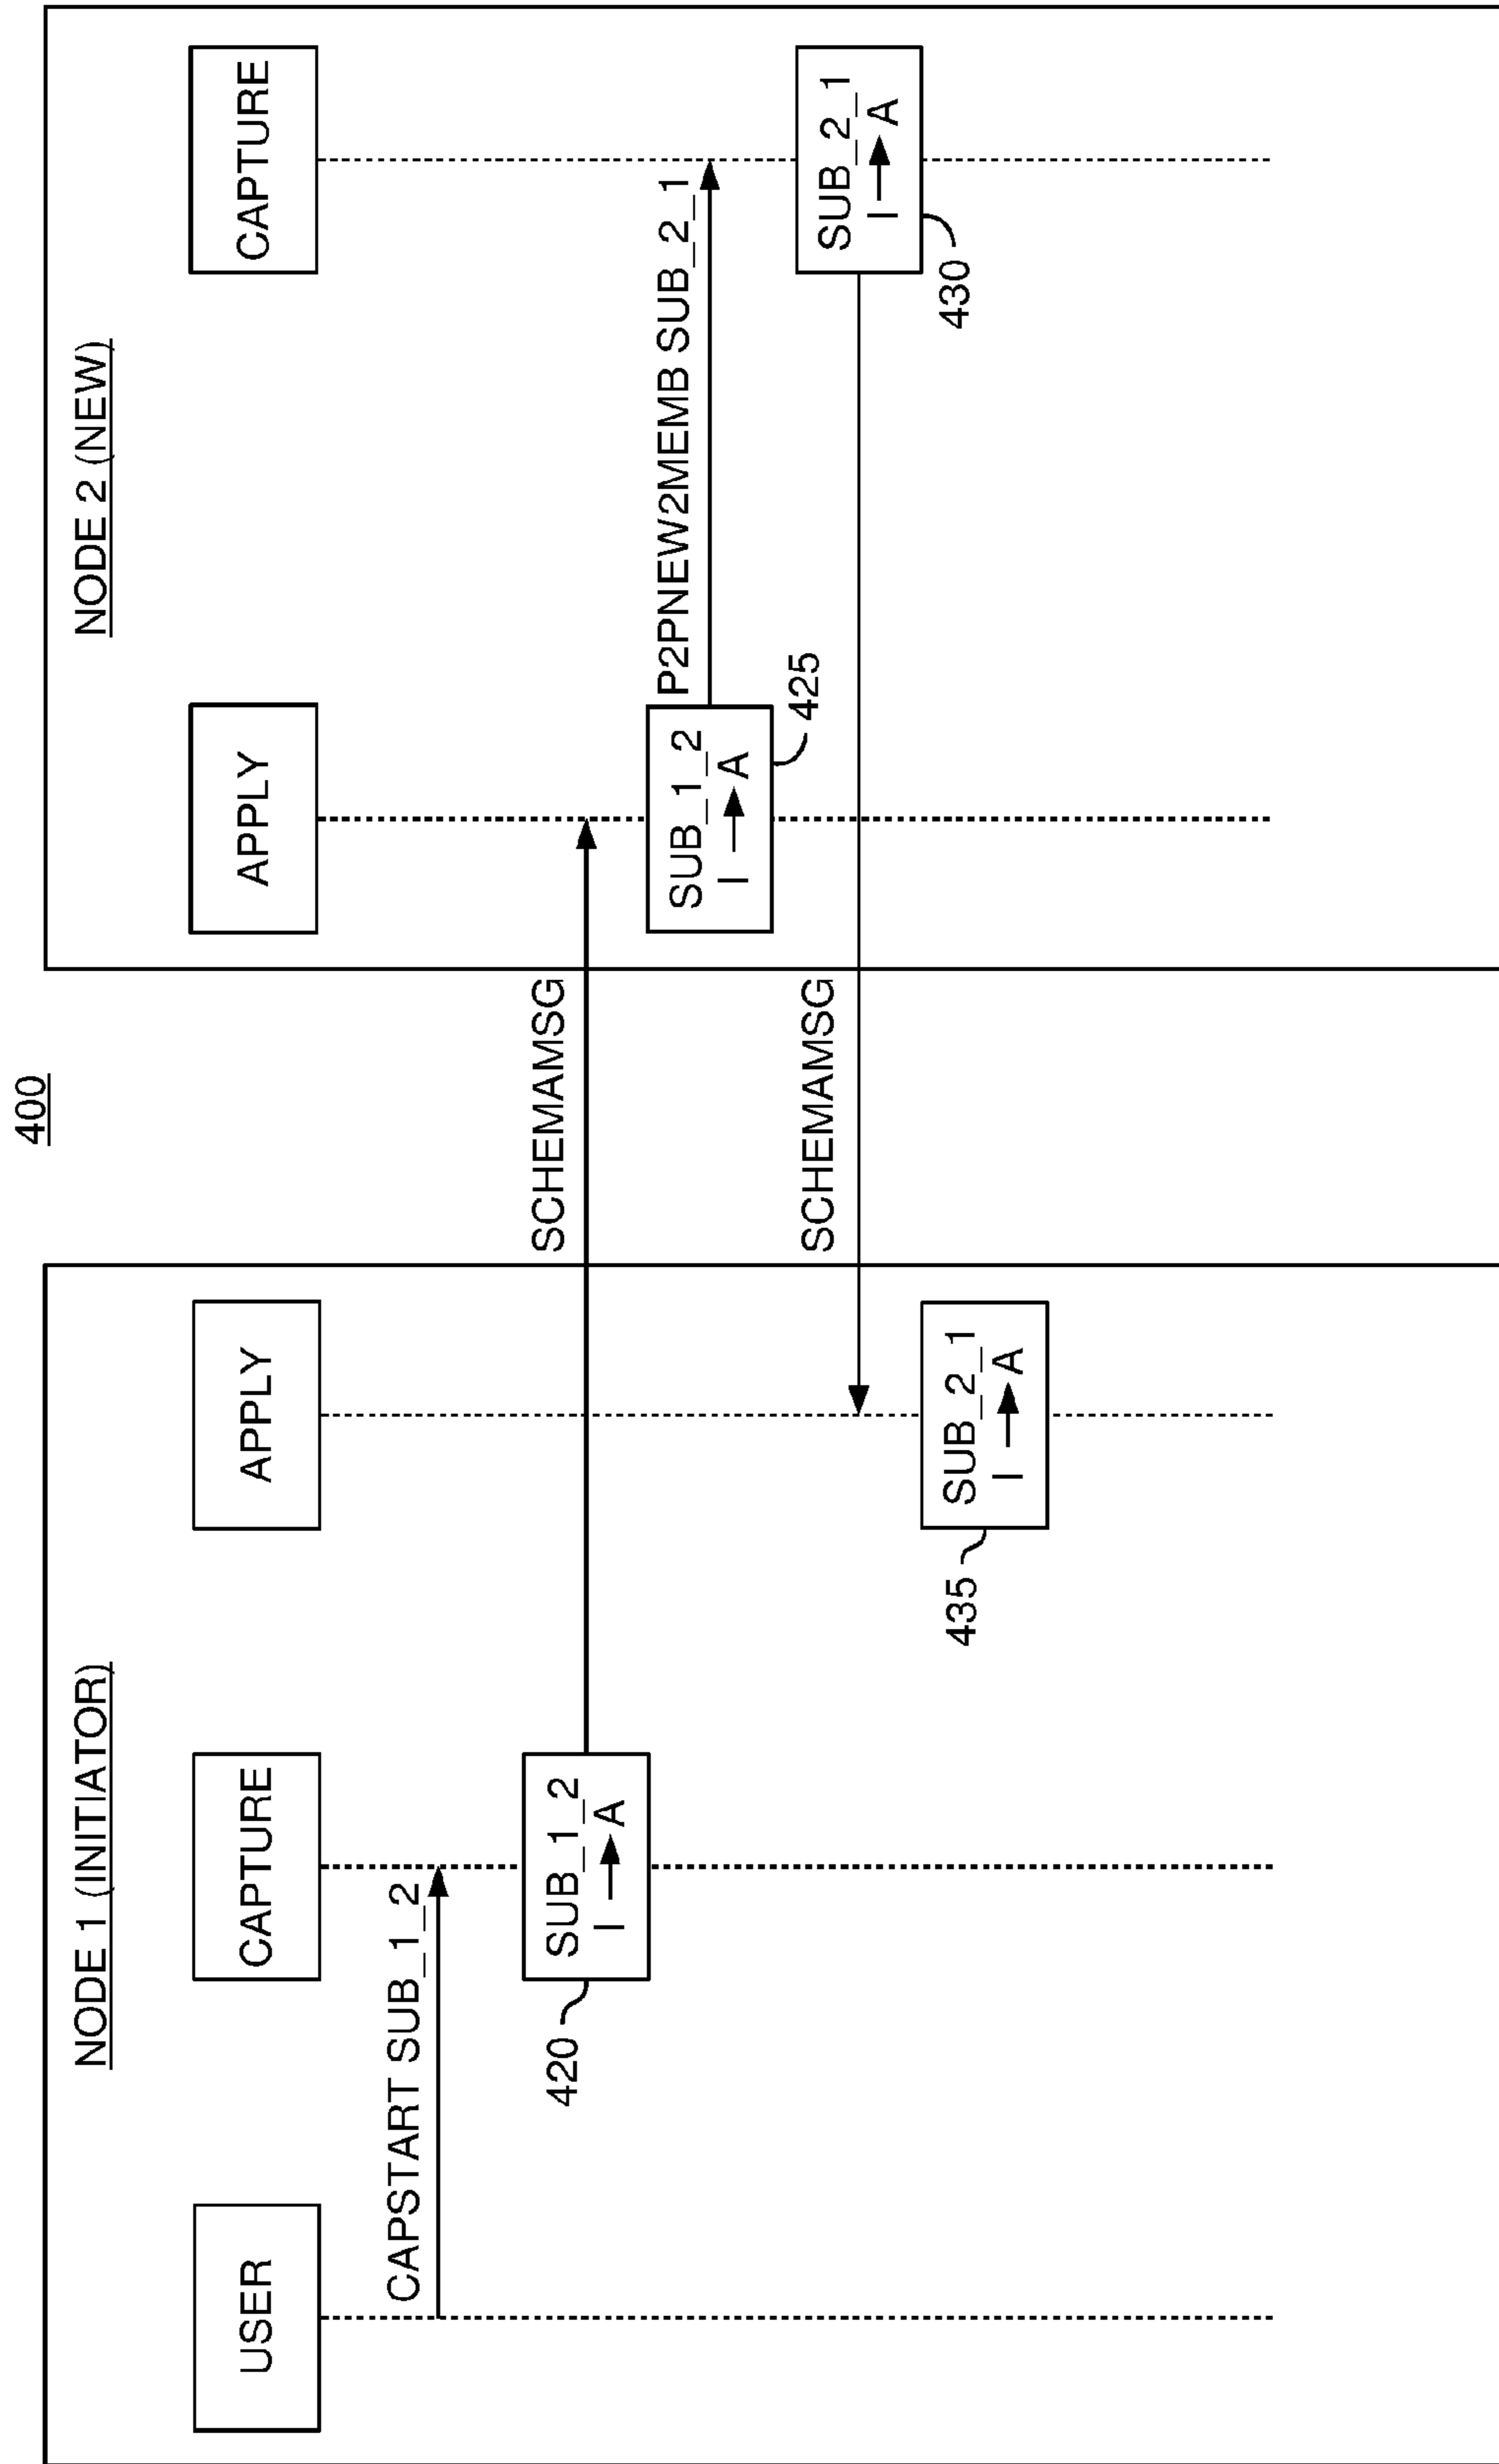 400
NODE 1 (INITIATOR)
NODE 2 (NEW)
USER
CAPTURE
APPLY
APPLY
CAPTURE
CAPSTART SUB_1_2
SUB_1_2
I → A
420
SCHEMAMSG
SUB_1_2
I → A
425
P2PNEW2MEMB SUB_2_1
SUB_2_1
I → A
430
SCHEMAMSG
SUB_2_1
I → A
435